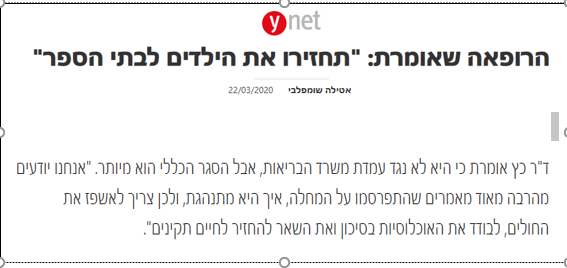 ynet
הרופאה שאומרת: "תחזירו את הילדים לבתי הספר"
אטילה שומפלבי 22/03/2020
ד"ר כץ אומרת כי היא לא נגד עמדת משרד הבריאות, אבל הסגר הכללי הוא מיותר. "אנחנו יודעים
מהרבה מאוד מאמרים שהתפרסמו על המחלה, איך היא מתנהגת, ולכן צריך לאשפז את
החולים, לבודד את האוכלוסיות בסיכון ואת השאר להחזיר לחיים תקינים".